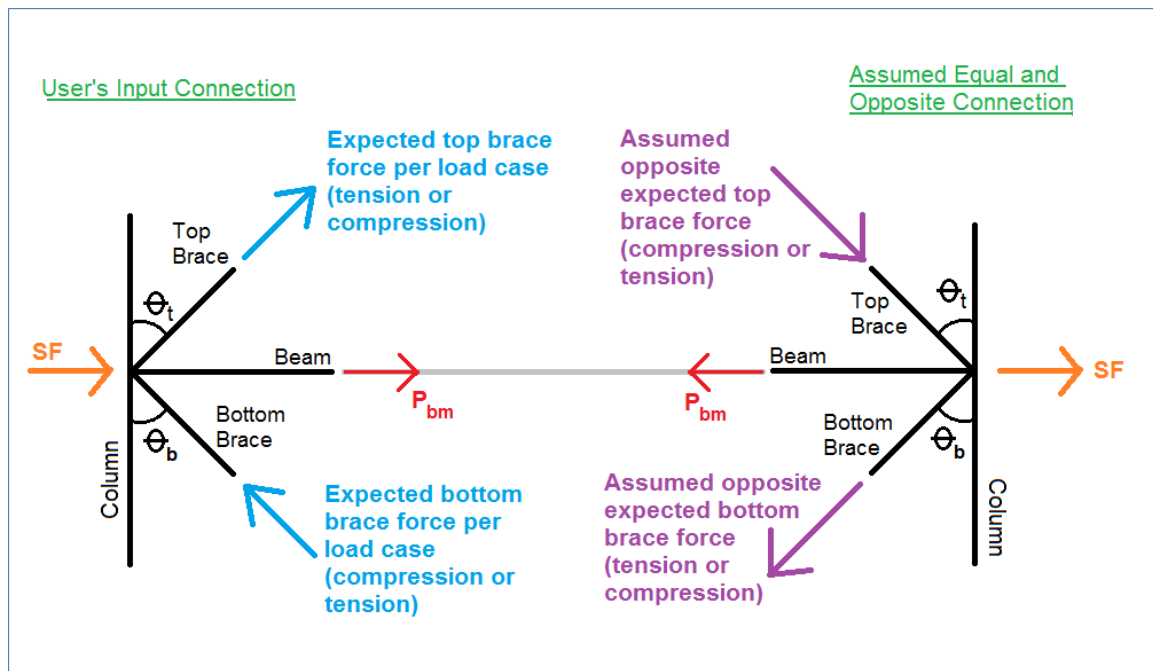 User's Input Connection
Assumed Equal and
Opposite Connection
Expected top brace
force per load case
(tension or
compression)
Assumed
opposite
expected top
brace force
(compression or
tension)
Top
Brace
θt
Top
Brace
θt
SF
Beam
Pbm
Pbm
Beam
SF
Bottom
Brace
θb
Column
Bottom
Brace
θb
Column
Expected bottom
brace force per
load case
(compression or
tension)
Assumed opposite
expected bottom
brace force
(tension or
compression)